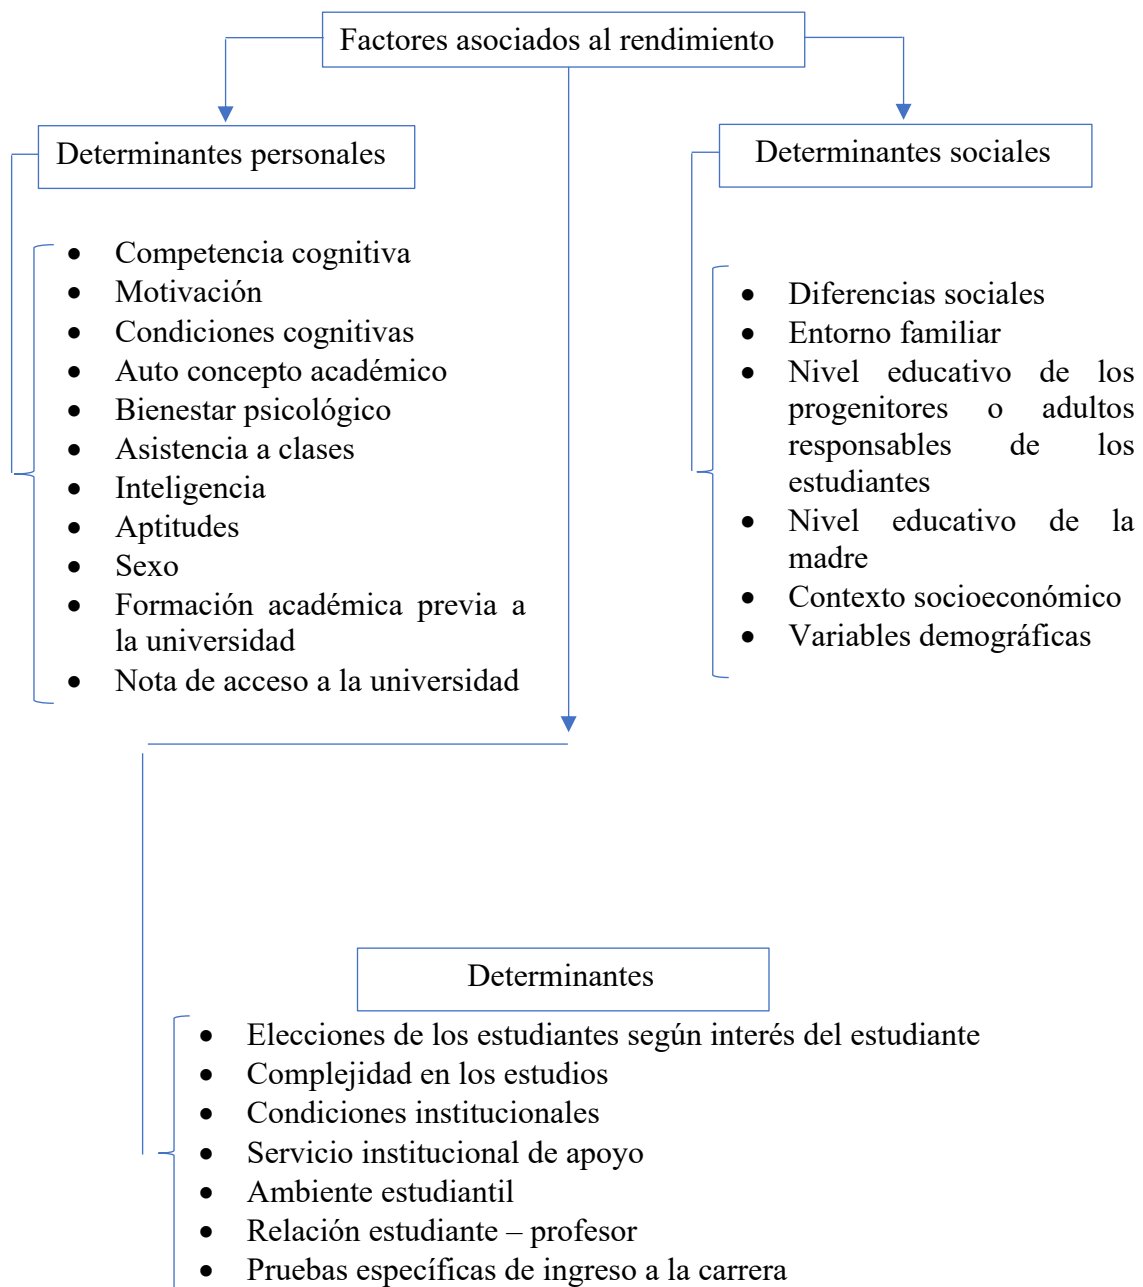 Factores asociados al rendimiento
Determinantes personales
• Competencia cognitiva
• Motivación
• Condiciones cognitivas
• Auto concepto académico
• Bienestar psicológico
• Asistencia a clases
• Inteligencia
• Aptitudes
• Sexo
• Formación académica previa a
la universidad
• Nota de acceso a la universidad
Determinantes sociales
• Diferencias sociales
• Entorno familiar
• Nivel educativo de los
progenitores o adultos
responsables de los
estudiantes
• Nivel educativo de la
madre
• Contexto socioeconómico
• Variables demográficas
Determinantes
• Elecciones de los estudiantes según interés del estudiante
• Complejidad en los estudios
• Condiciones institucionales
• Servicio institucional de apoyo
• Ambiente estudiantil
• Relación estudiante – profesor
• Pruebas específicas de ingreso a la carrera